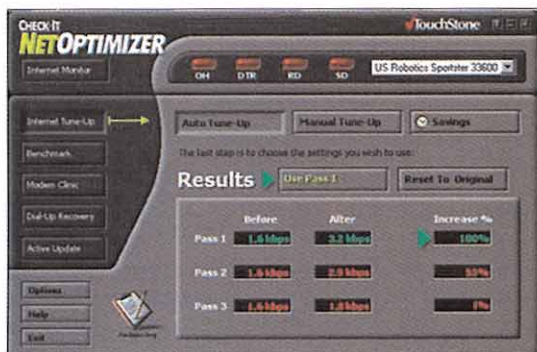 CHECK·IT
NETOPTIMIZER
TouchStone
Internet Monitor
OH DTR RD SD
US Robotics Sportster 33600
Internet Tune-Up
Auto Tune-Up
Manual Tune-Up
Savings
Benchmark
The last step is to choose the settings you wish to use:
Modem Clinic
Results
Use Pass 1
Reset To Original
Dial-Up Recovery
Before After Increase %
Active Update
Pass 1 1.6 kbps 3.2 kbps 100%
Pass 2 1.6 kbps 2.9 kbps
Options
Help
Pass 3 1.6 kbps 1.8 kbps
Exit